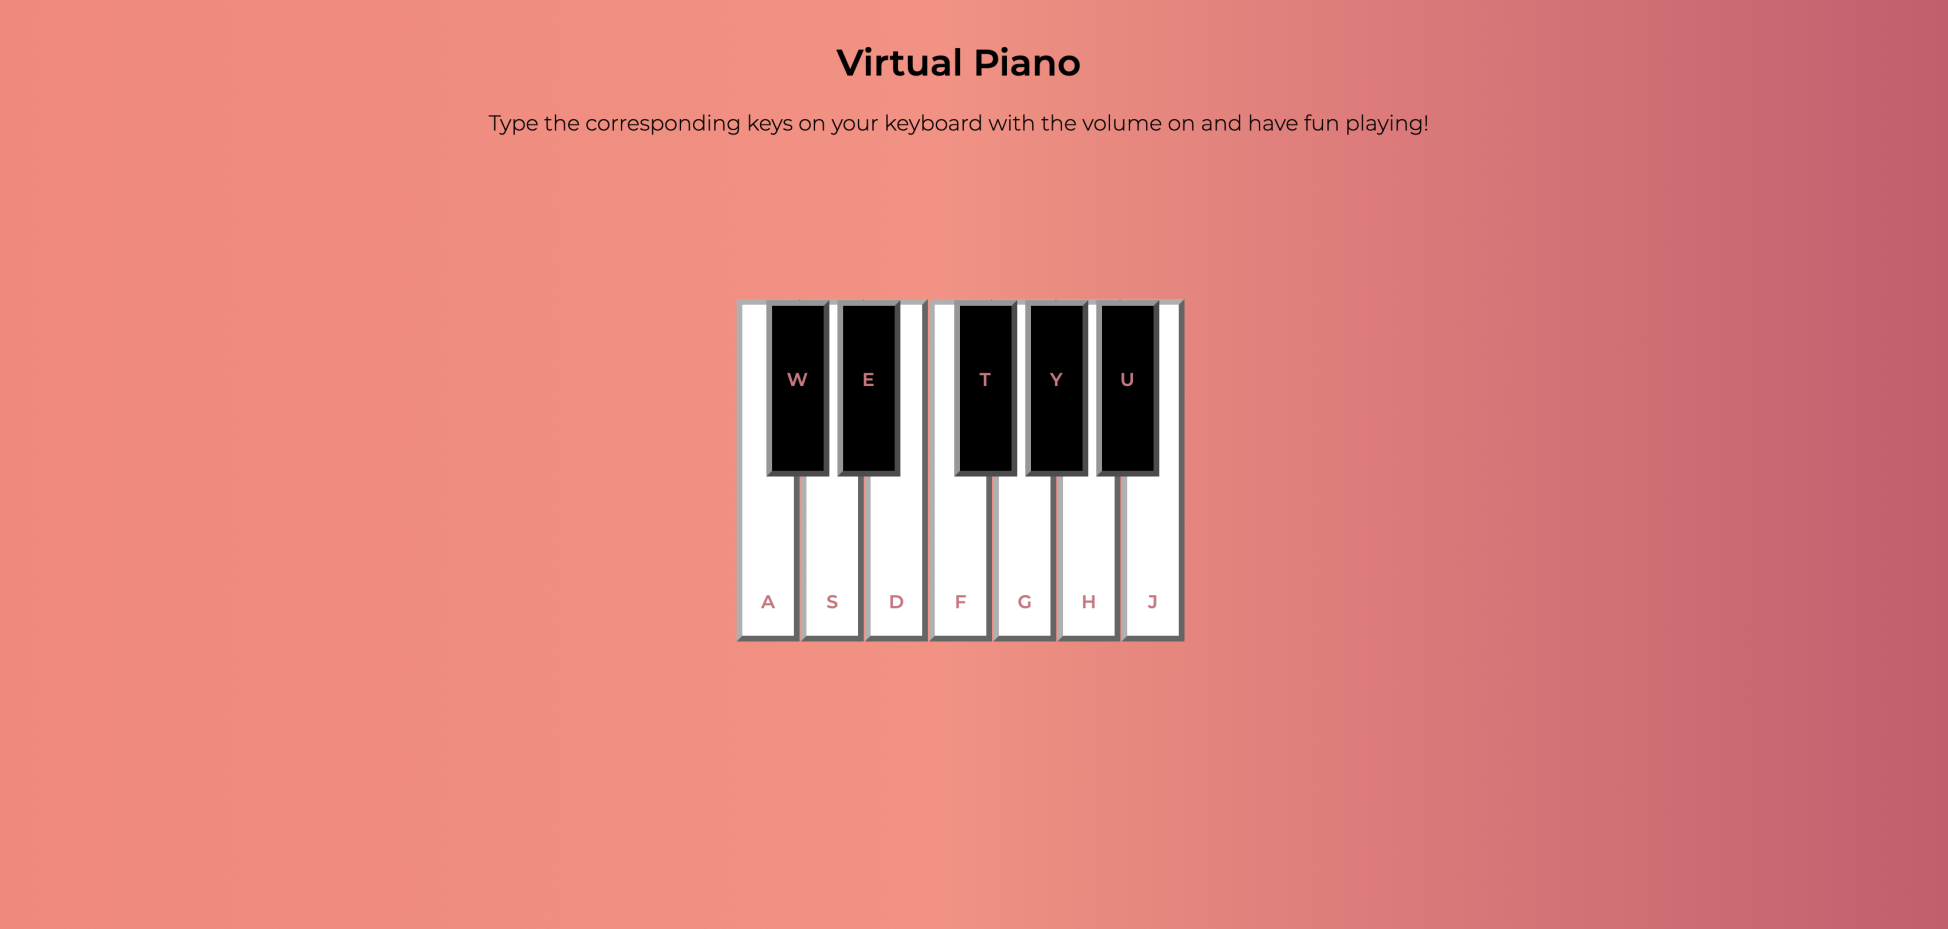 Virtual Piano
Type the corresponding keys on your keyboard with the volume on and have fun playing!
W E T Y U
A S D F G H J